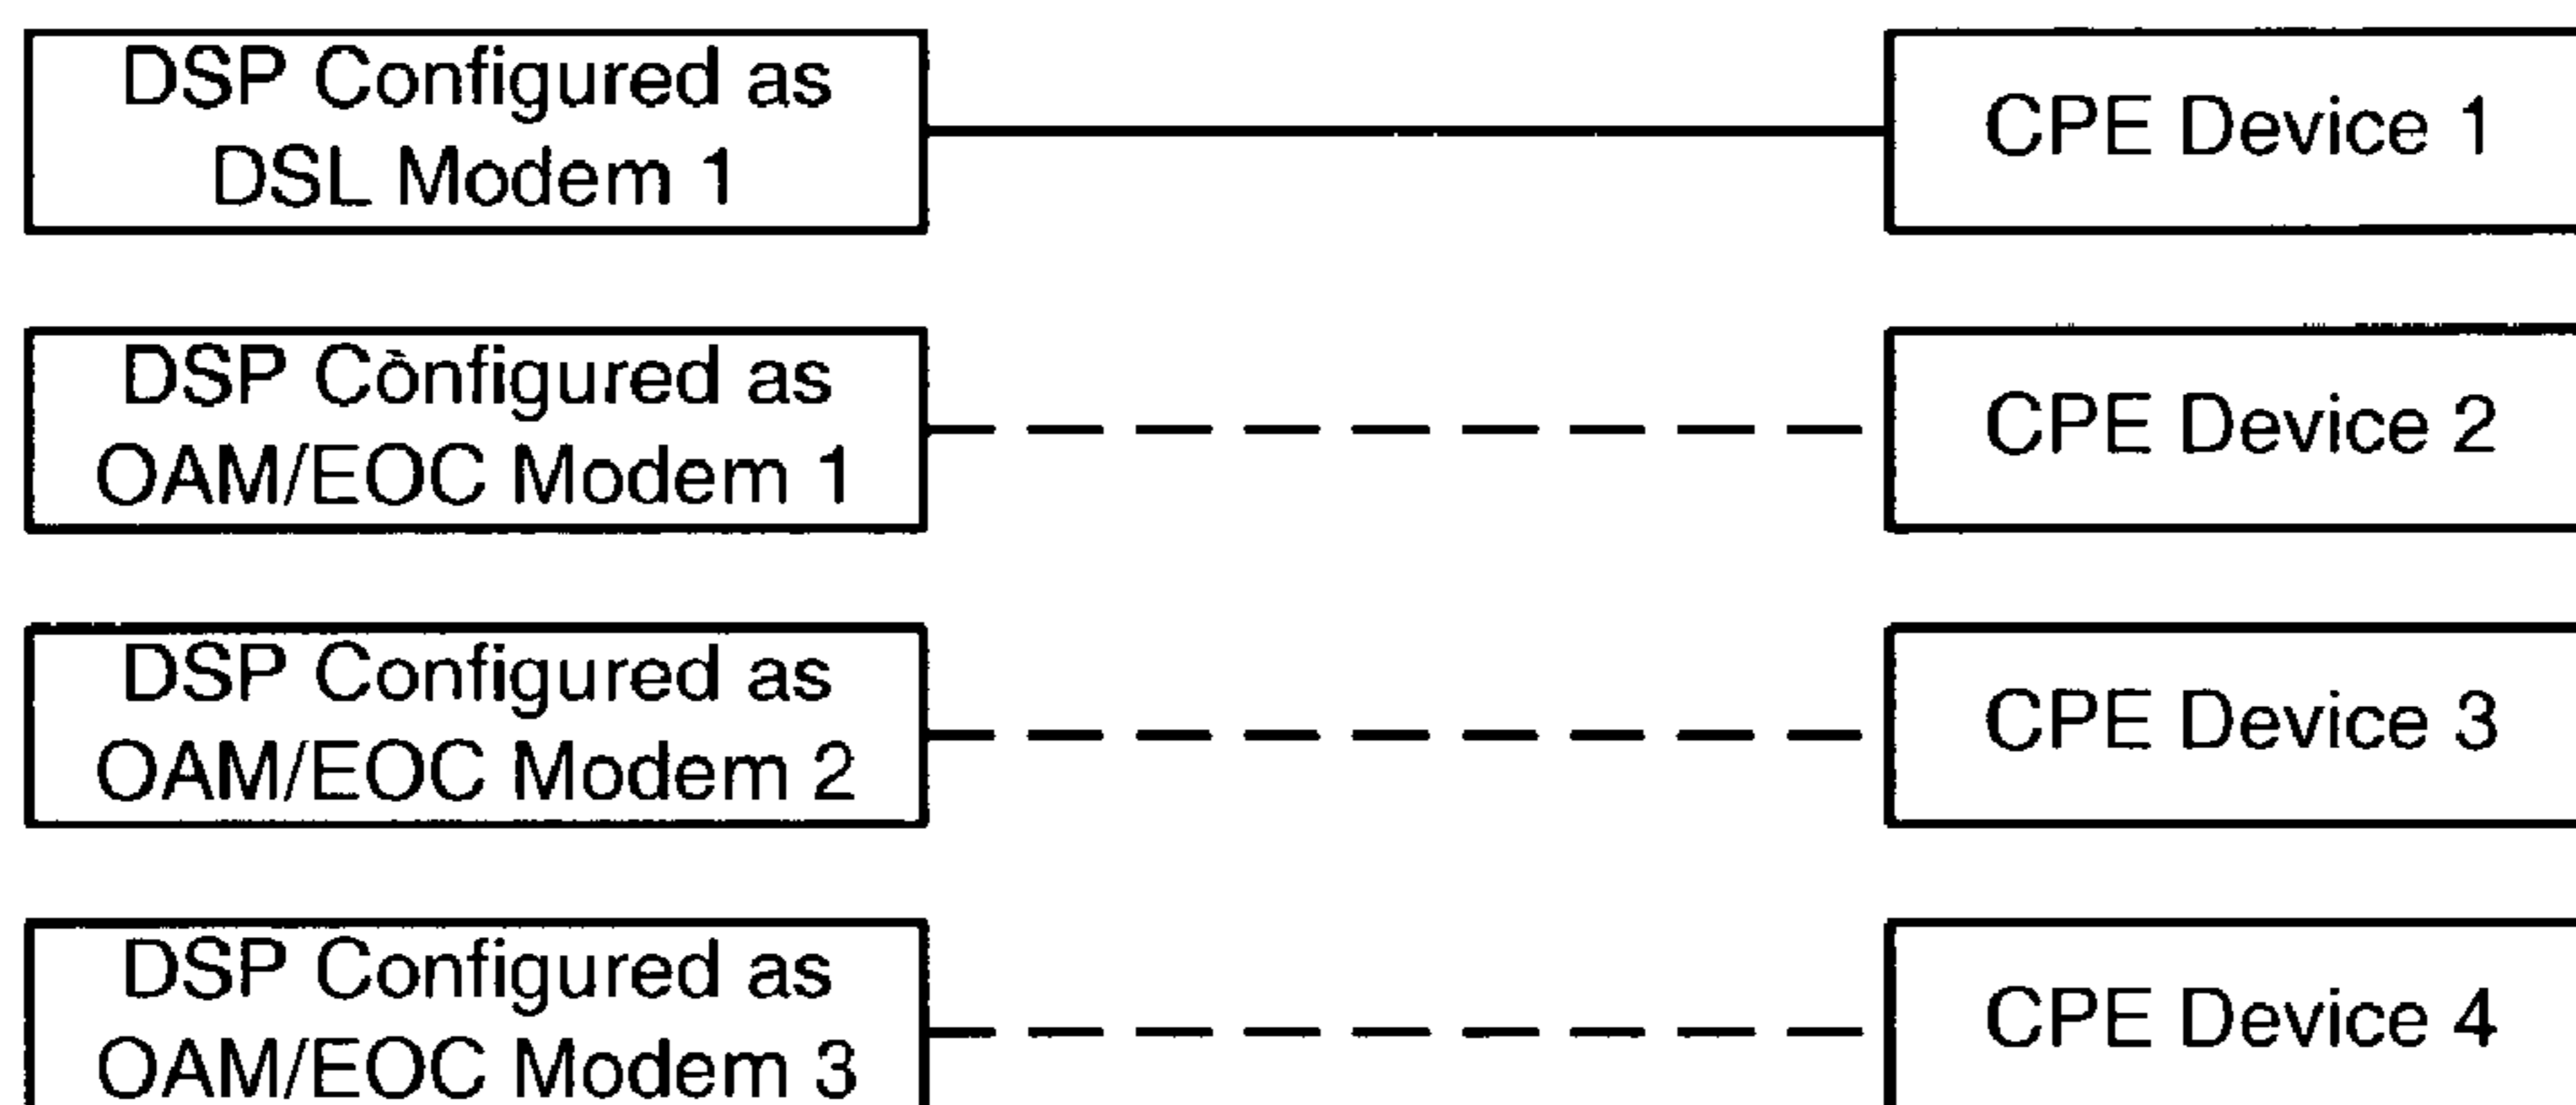 DSP Configured as
DSL Modem 1
CPE Device 1
DSP Configured as
OAM/EOC Modem 1
CPE Device 2
DSP Configured as
OAM/EOC Modem 2
CPE Device 3
DSP Configured as
OAM/EOC Modem 3
CPE Device 4